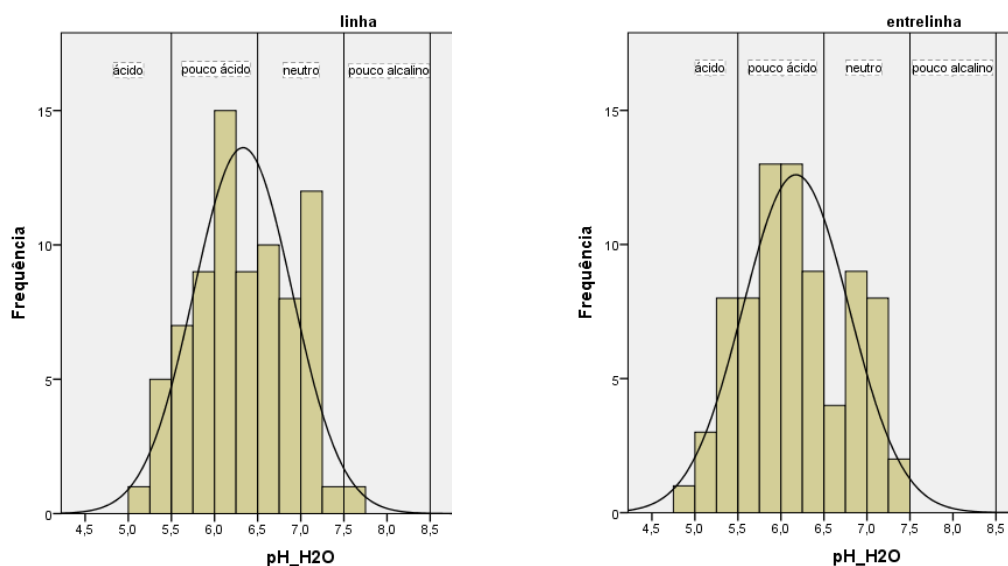 linha
ácido
pouco ácido
neutro
pouco alcalino
15
10
5
0
Frequência
4,5 5,0 5,5 6,0 6,5 7,0 7,5 8,0 8,5
pH_H2O
entrelinha
ácido
pouco ácido
neutro
pouco alcalino
15
10
5
0
Frequência
4,5 5,0 5,5 6,0 6,5 7,0 7,5 8,0 8,5
pH_H2O